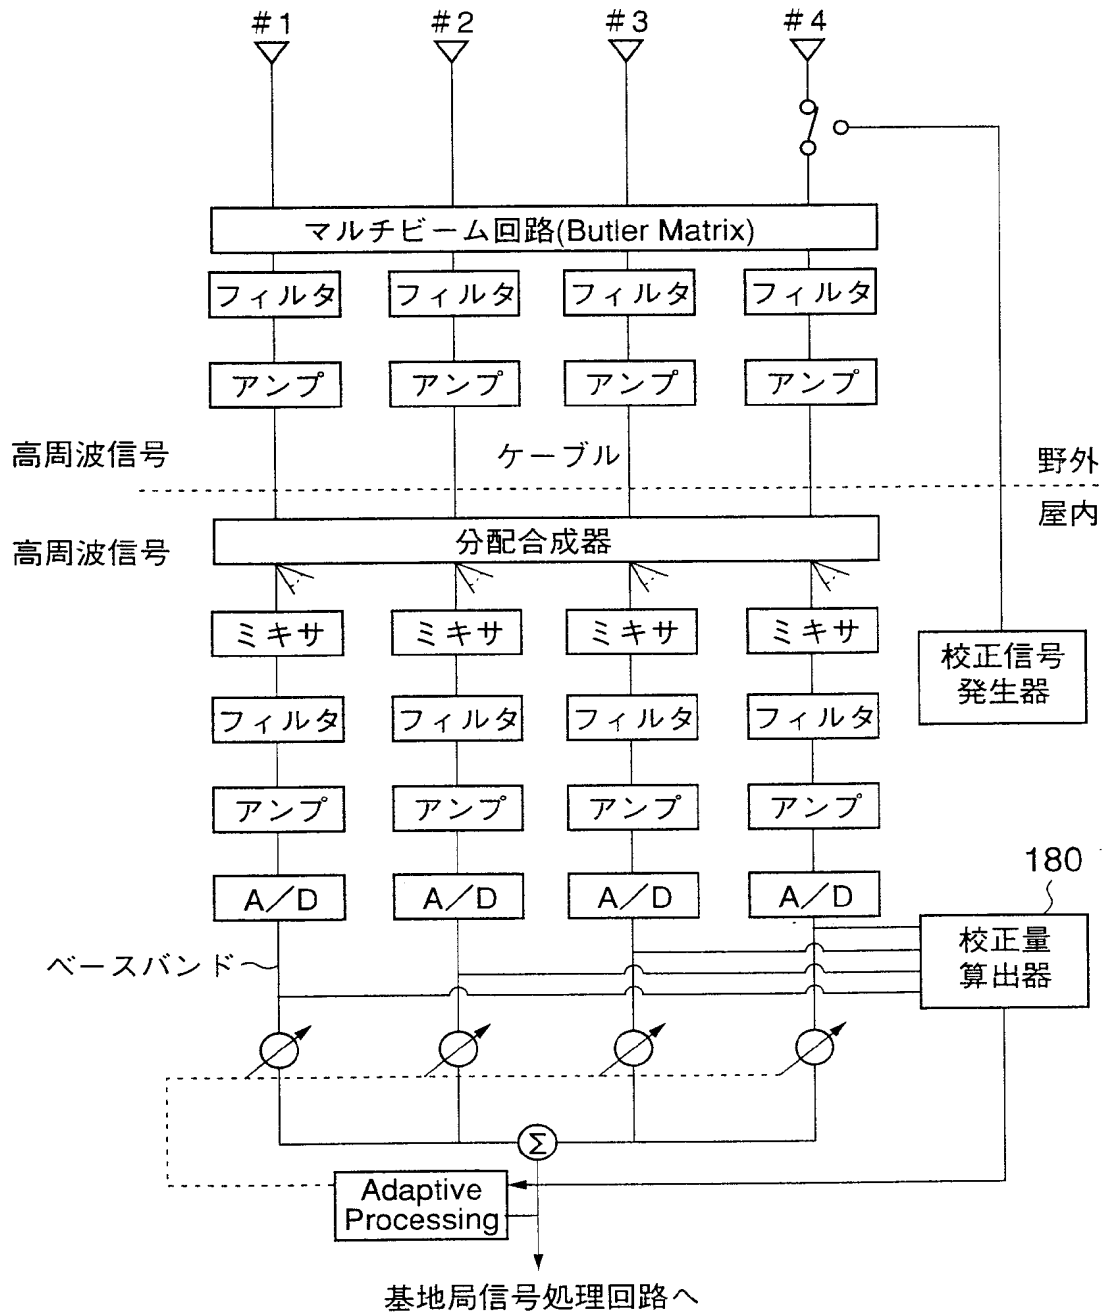 #1 #2 #3 #4
マルチビーム回路(Butler Matrix)
フィルタ フィルタ フィルタ フィルタ
アンプ アンプ アンプ アンプ
高周波信号 ケーブル 野外
屋内
高周波信号 分配合成器
ミキサ ミキサ ミキサ ミキサ
校正信号
発生器
フィルタ フィルタ フィルタ フィルタ
アンプ アンプ アンプ アンプ
180
A/D A/D A/D A/D
校正量
算出器
ベースバンド
Σ
Adaptive
Processing
基地局信号処理回路へ